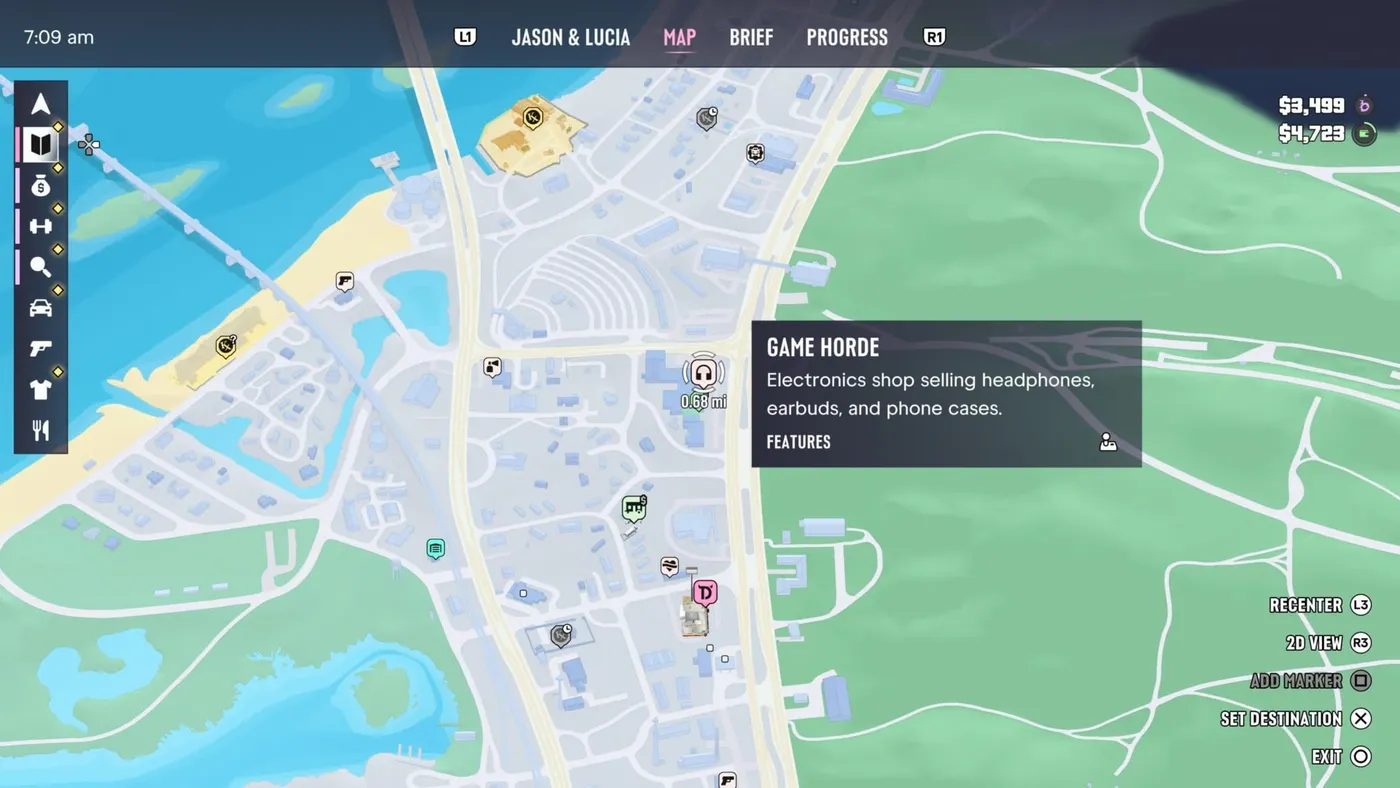 7:09 am
L1
JASON & LUCIA
MAP
BRIEF
PROGRESS
R1
$3,499
$4,723
GAME HORDE
Electronics shop selling headphones,
earbuds, and phone cases.
FEATURES
0.68 mi
RECENTER L3
2D VIEW R3
ADD MARKER
SET DESTINATION
EXIT